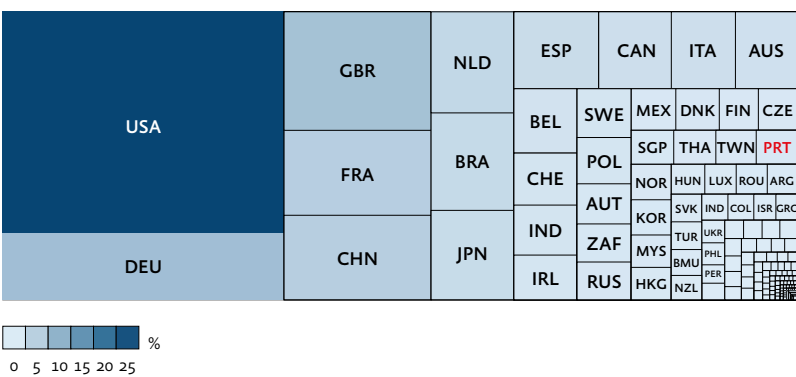 USA
DEU
GBR
FRA
CHN
NLD
BRA
JPN
ESP
CAN
ITA
AUS
BEL
CHE
IND
IRL
SWE
POL
AUT
ZAF
RUS
MEX
DNK
FIN
CZE
SGP
THA
TWN
PRT
NOR
KOR
MYS
HKG
HUN
LUX
ROU
ARG
SVK
IND
COL
ISR
GRC
TUR
BMU
NZL
UKR
PHL
PER
%
0 5 10 15 20 25